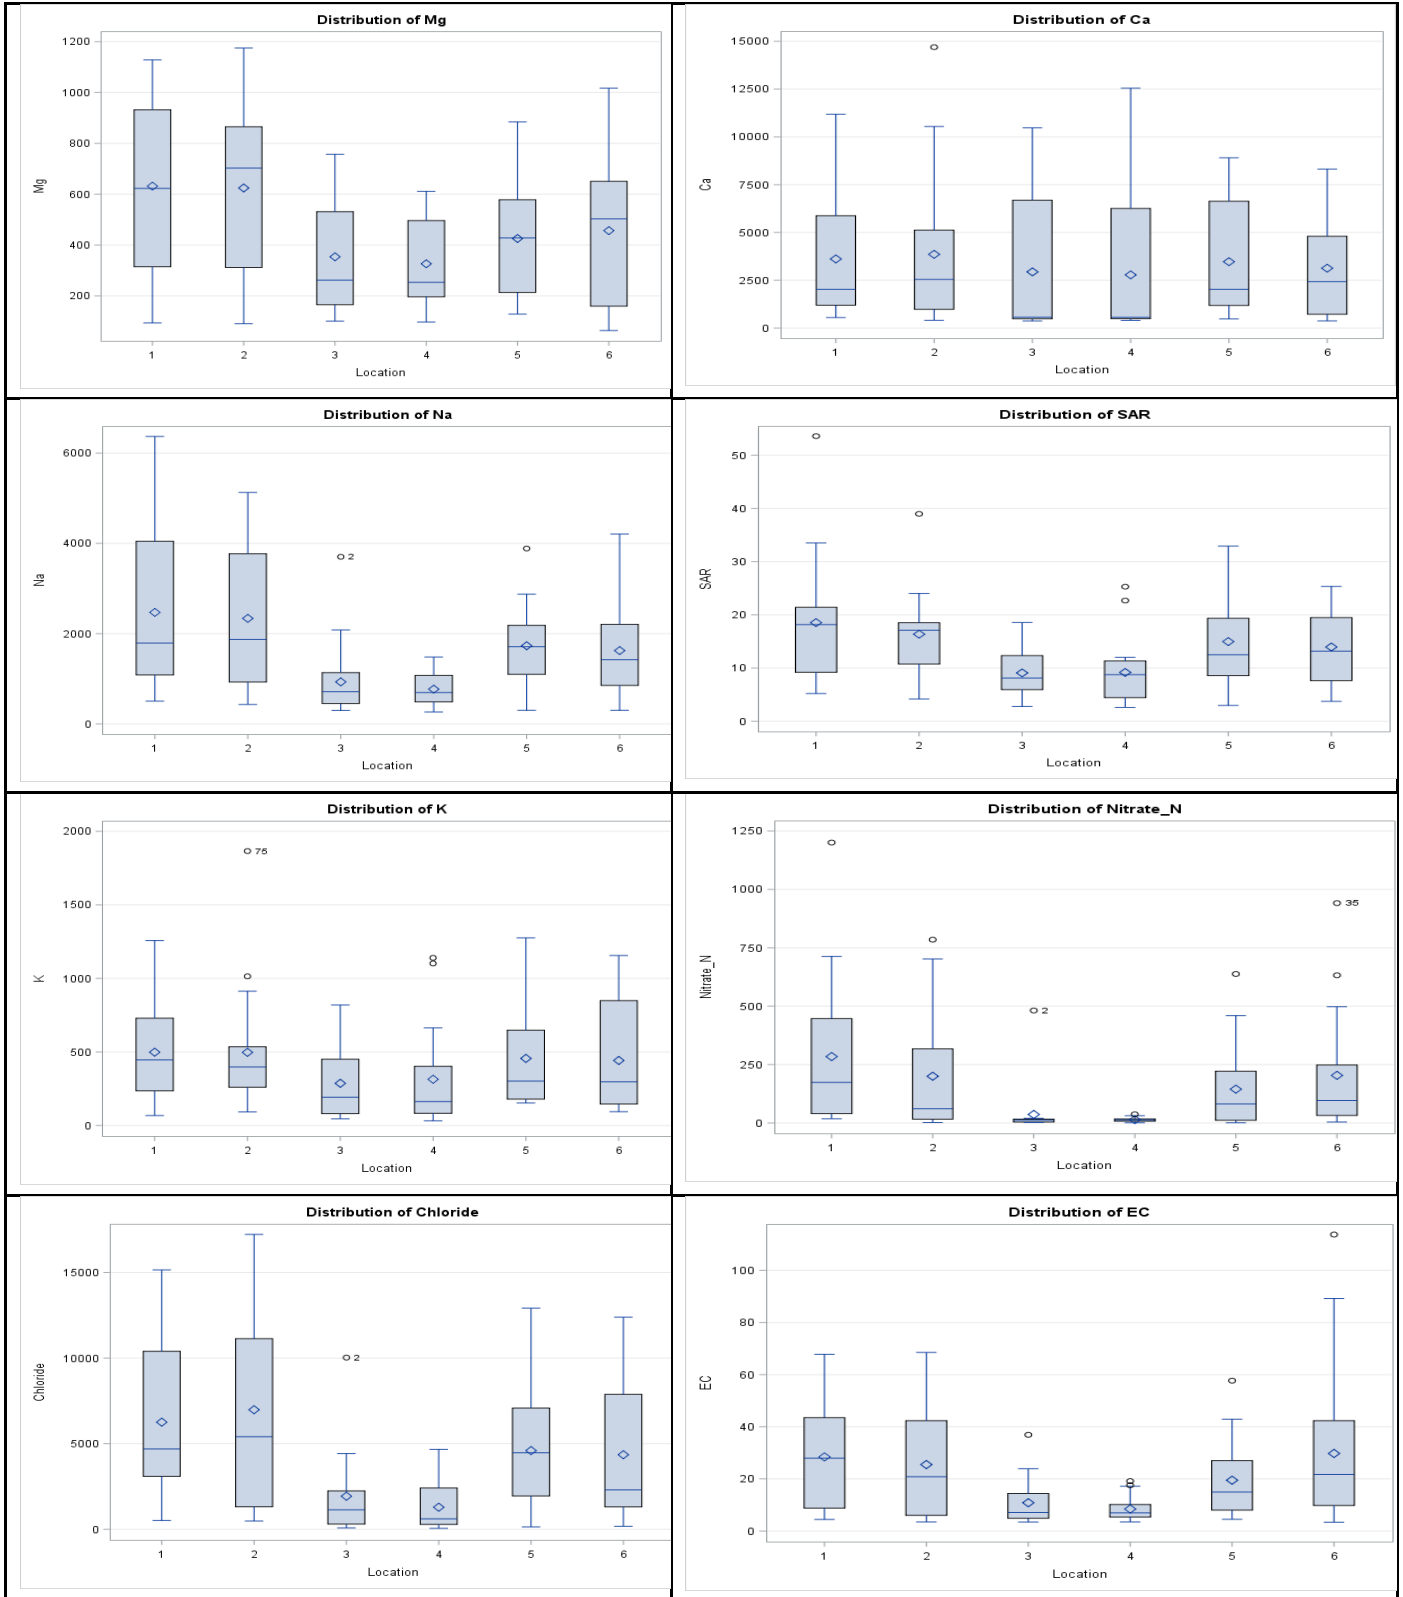 Distribution of Mg
1200
1000
800
600
400
200
Mg
1 2 3 4 5 6
Location
Distribution of Ca
15000
12500
10000
7500
5000
2500
0
Ca
1 2 3 4 5 6
Location
Distribution of Na
6000
4000
2000
0
Na
2
1 2 3 4 5 6
Location
Distribution of SAR
50
40
30
20
10
0
SAR
1 2 3 4 5 6
Location
Distribution of K
2000
1500
1000
500
0
K
75
1 2 3 4 5 6
Location
Distribution of Nitrate_N
1250
1000
750
500
250
0
Nitrate_N
35
2
1 2 3 4 5 6
Location
Distribution of Chloride
15000
10000
5000
0
Chloride
2
1 2 3 4 5 6
Location
Distribution of EC
100
80
60
40
20
0
EC
1 2 3 4 5 6
Location